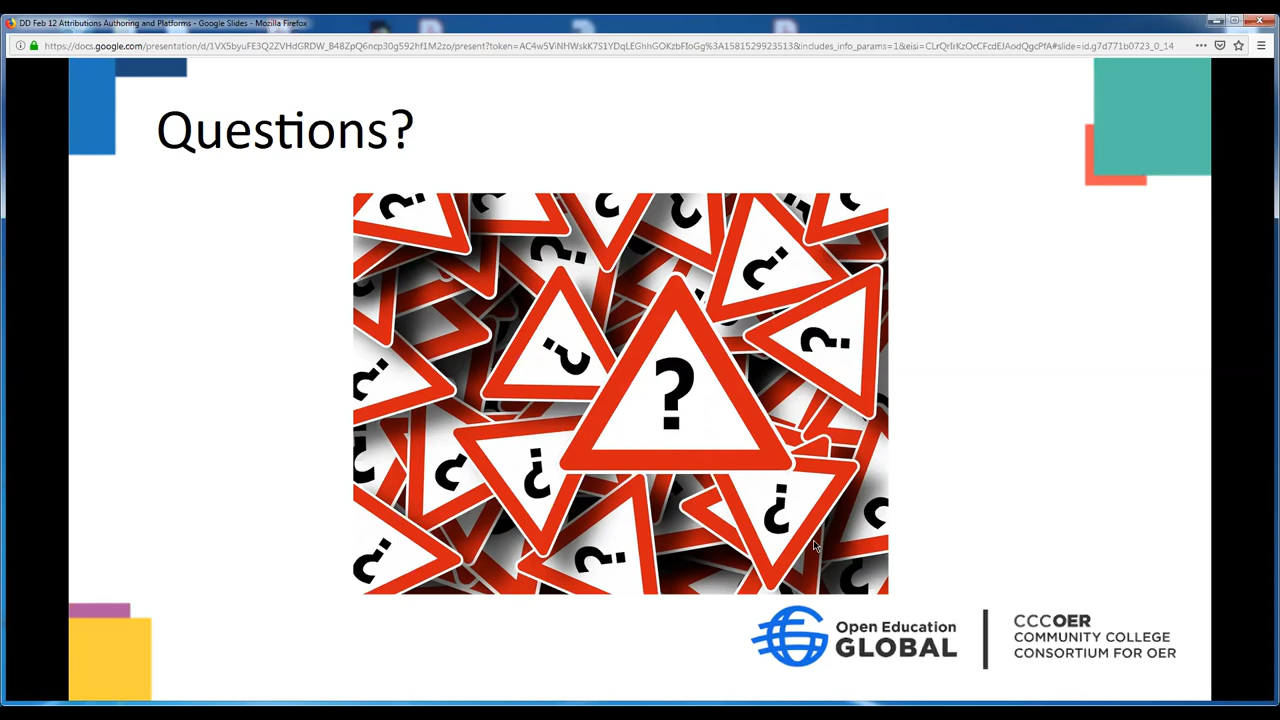 DD Feb 12 Attributions Authoring and Platforms - Google Slides - Mozilla Firefox
Questions?
?
Open Education
GLOBAL
CCCOER
COMMUNITY COLLEGE
CONSORTIUM FOR OER